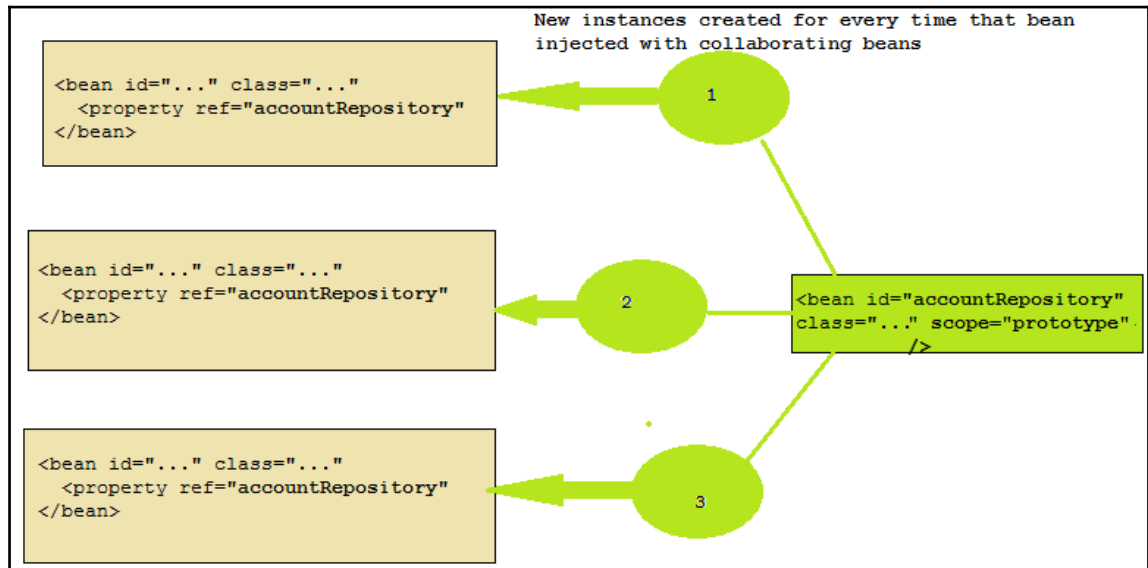 New instances created for every time that bean
injected with collaborating beans
<bean id="..." class="..."
<property ref="accountRepository"
</bean>
1
<bean id="..." class="..."
<property ref="accountRepository"
</bean>
2
<bean id="accountRepository"
class="..." scope="prototype"
/>
<bean id="..." class="..."
<property ref="accountRepository"
</bean>
3